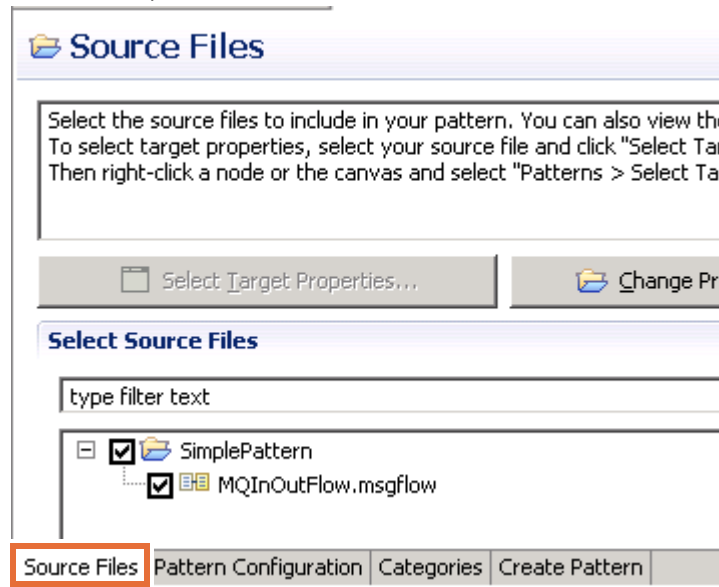 Source Files
Select the source files to include in your pattern. You can also view the
To select target properties, select your source file and click "Select Ta
Then right-click a node or the canvas and select "Patterns > Select Ta
Select Target Properties... Change Pr
Select Source Files
type filter text
SimplePattern
MQInOutFlow.msgflow
Source Files Pattern Configuration Categories Create Pattern